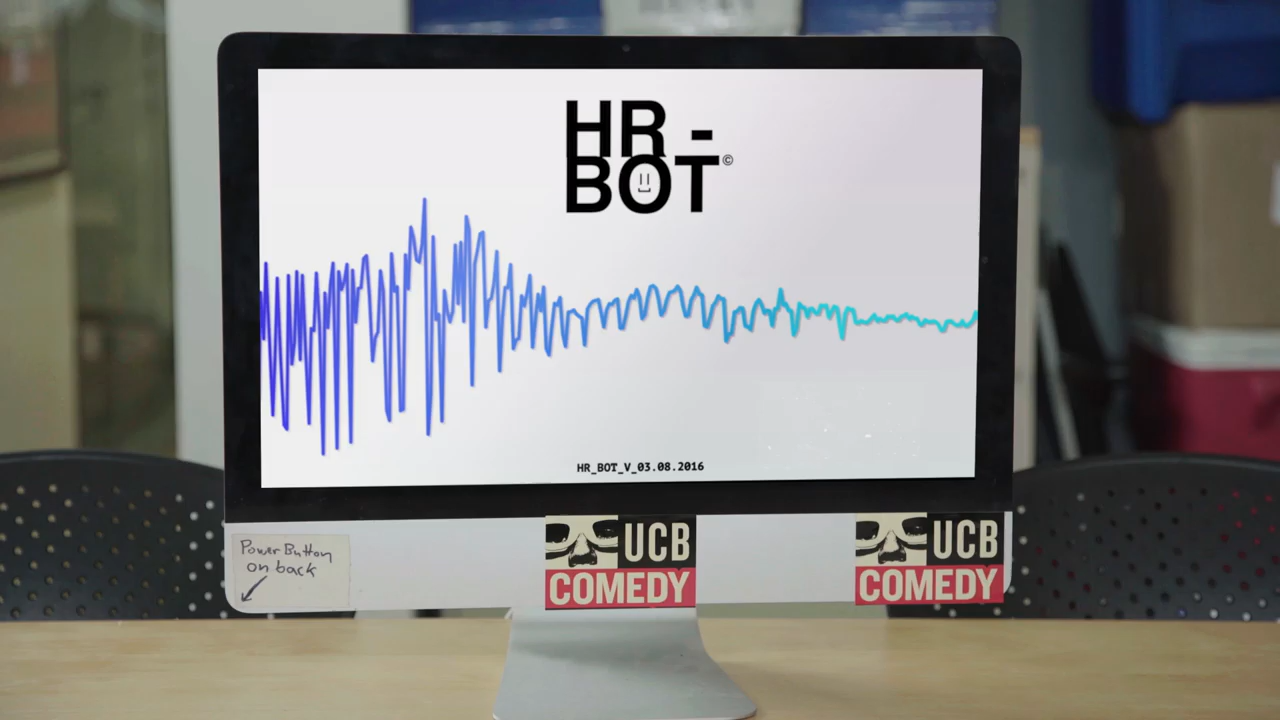 HR -
BOT©
HR_BOT_V_03.08.2016
Power Button
on back
UCB
COMEDY
UCB
COMEDY